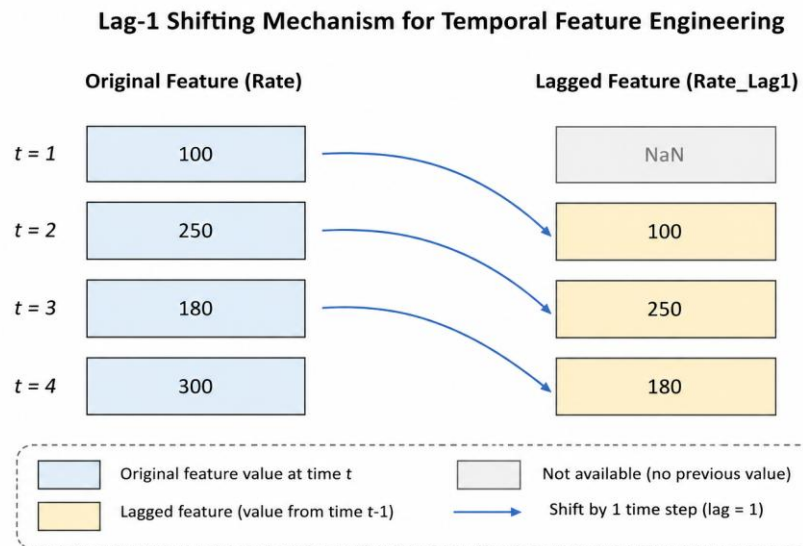 Lag-1 Shifting Mechanism for Temporal Feature Engineering
Original Feature (Rate)
Lagged Feature (Rate_Lag1)
t = 1
100
NaN
t = 2
250
100
t = 3
180
250
t = 4
300
180
Original feature value at time t
Not available (no previous value)
Lagged feature (value from time t-1)
Shift by 1 time step (lag = 1)